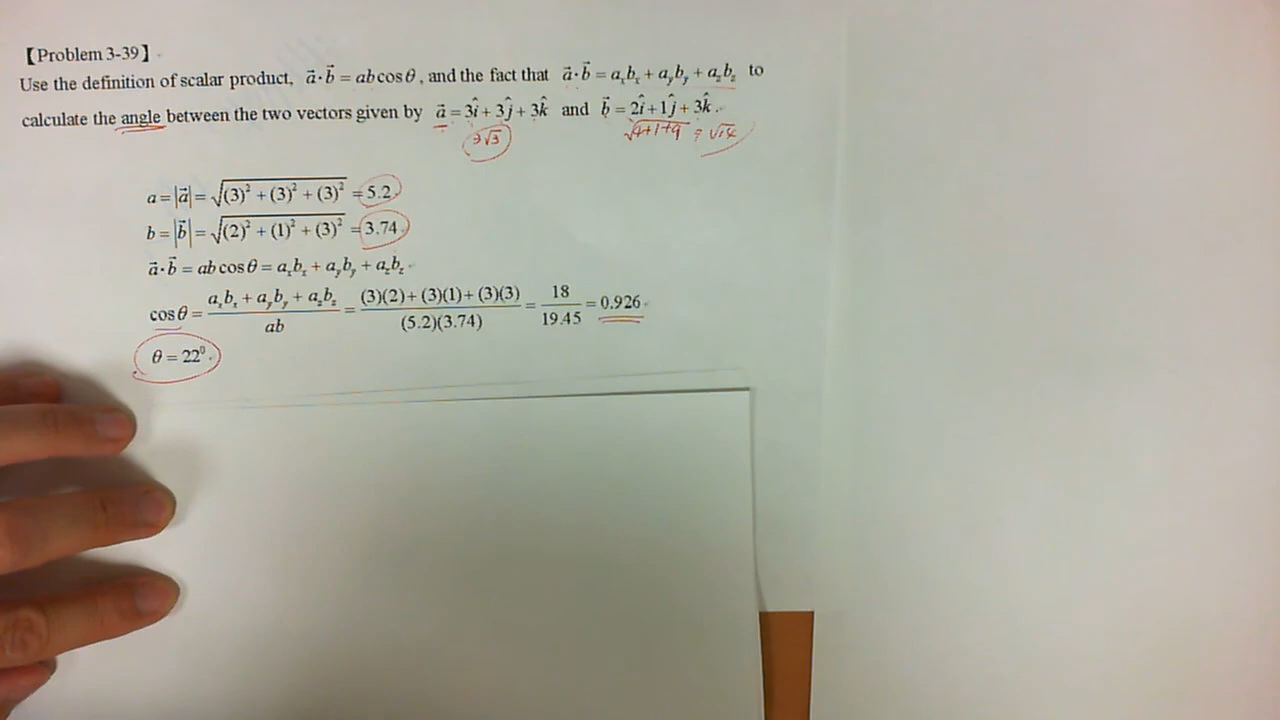 【Problem 3-39】
Use the definition of scalar product, a⃗·b⃗ = ab cos θ, and the fact that a⃗·b⃗ = aₓbₓ + a_yb_y + a_zb_z to
calculate the angle between the two vectors given by a⃗ = 3î + 3ĵ + 3k̂ and b⃗ = 2î + 1ĵ + 3k̂.
3√3 √4+1+9 = √14
a = |a⃗| = √(3)² + (3)² + (3)² = 5.2
b = |b⃗| = √(2)² + (1)² + (3)² = 3.74
a⃗·b⃗ = ab cos θ = aₓbₓ + a_yb_y + a_zb_z
cos θ = (aₓbₓ + a_yb_y + a_zb_z)/ab = ((3)(2) + (3)(1) + (3)(3))/((5.2)(3.74)) = 18/19.45 = 0.926
θ = 22⁰